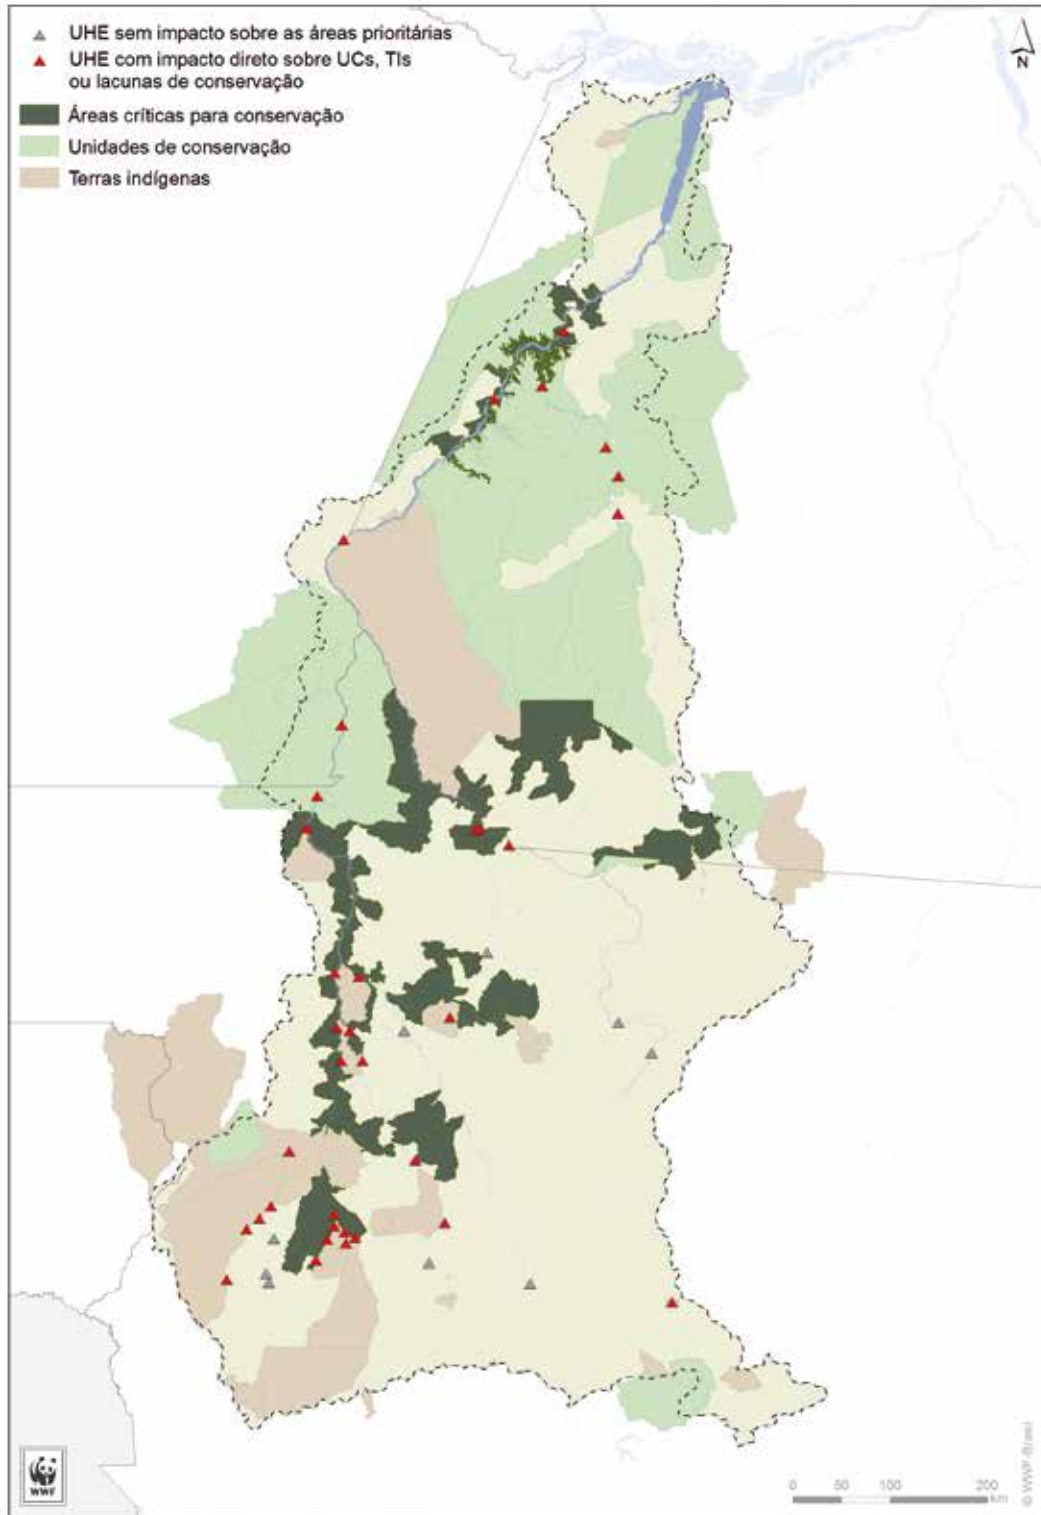 UHE sem impacto sobre as áreas prioritárias
UHE com impacto direto sobre UCs, TIs
ou lacunas de conservação
Áreas críticas para conservação
Unidades de conservação
Terras indígenas
N
WWF
0 50 100 200
km
© WWF-Brasil